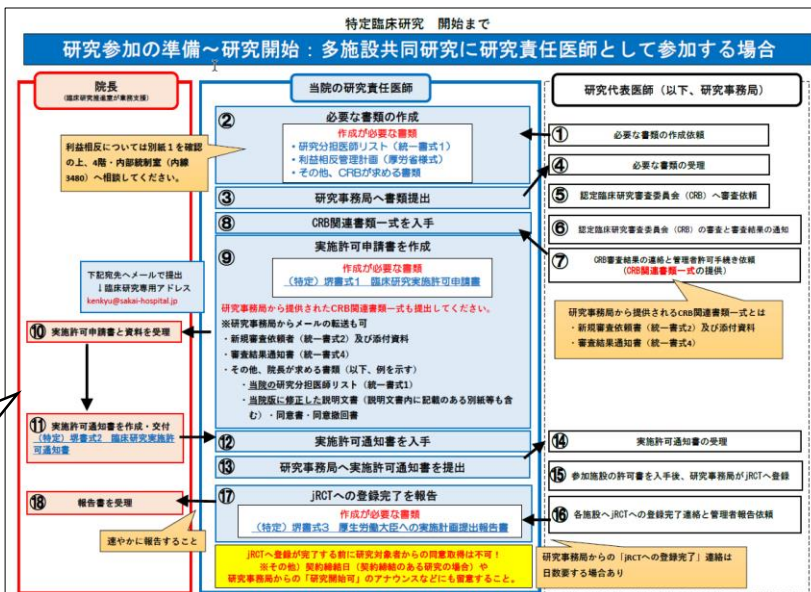 特定臨床研究　開始まで
研究参加の準備～研究開始：多施設共同研究に研究責任医師として参加する場合
院長
（臨床研究推進室が業務支援）
利益相反については別紙１を確認
の上、4階・内部統制室（内線
3480）へ相談してください。
下記宛先へメールで提出
↓臨床研究専用アドレス
kenkyu@sakai-hospital.jp
⑩ 実施許可申請書と資料を受理
⑪ 実施許可通知書を作成・交付
（特定）堺書式2　臨床研究実施許
可通知書
⑱ 報告書を受理
速やかに報告すること
当院の研究責任医師
② 必要な書類の作成
作成が必要な書類
・研究分担医師リスト（統一書式1）
・利益相反管理計画（厚労省様式）
・その他、CRBが求める書類
③ 研究事務局へ書類提出
⑧ CRB関連書類一式を入手
⑨ 実施許可申請書を作成
作成が必要な書類
（特定）堺書式1　臨床研究実施許可申請書
研究事務局から提供されたCRB関連書類一式も提出してください。
※研究事務局からメールの転送も可
・新規審査依頼者（統一書式2）及び添付資料
・審査結果通知書（統一書式4）
・その他、院長が求める書類（以下、例を示す）
・当院の研究分担医師リスト（統一書式1）
・当院版に修正した説明文書（説明文書内に記載のある別紙等も含
む）・同意書・同意撤回書
⑫ 実施許可通知書を入手
⑬ 研究事務局へ実施許可通知書を提出
⑰ jRCTへの登録完了を報告
作成が必要な書類
（特定）堺書式3　厚生労働大臣への実施計画提出報告書
jRCTへ登録が完了する前に研究対象者からの同意取得は不可！
※その他）契約締結日（契約締結のある研究の場合）や
研究事務局からの「研究開始可」のアナウンスなどにも留意すること。
研究代表医師（以下、研究事務局）
① 必要な書類の作成依頼
④ 必要な書類の受理
⑤ 認定臨床研究審査委員会（CRB）へ審査依頼
⑥ 認定臨床研究審査委員会（CRB）の審査と審査結果の通知
⑦ CRB審査結果の連絡と管理者許可手続き依頼
（CRB関連書類一式の提供）
研究事務局から提供されるCRB関連書類一式とは
・新規審査依頼書（統一書式2）及び添付資料
・審査結果通知書（統一書式4）
⑭ 実施許可通知書の受理
⑮ 参加施設の許可書を入手後、研究事務局がjRCTへ登録
⑯ 各施設へjRCTへの登録完了連絡と管理者報告依頼
研究事務局からの「jRCTへの登録完了」連絡は
日数要する場合あり